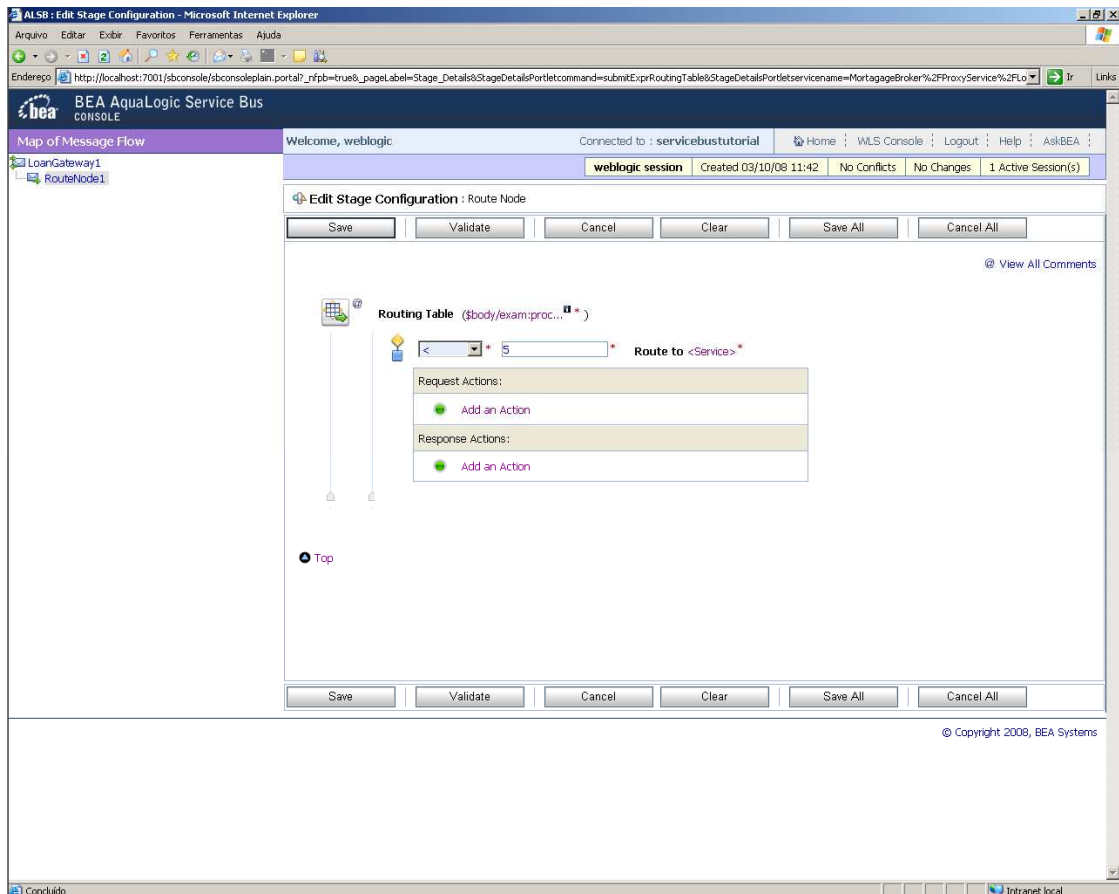 ALSB : Edit Stage Configuration - Microsoft Internet Explorer
Arquivo Editar Exibir Favoritos Ferramentas Ajuda
Endereço http://localhost:7001/sbconsole/sbconsoleplain.portal?_nfpb=true&_pageLabel=Stage_Details&StageDetailsPortletcommand=submitExprRoutingTable&StageDetailsPortletservicename=MortagageBroker%2FProxyService%2FLo Ir Links
bea BEA AquaLogic Service Bus
CONSOLE
Map of Message Flow
LoanGateway1
RouteNode1
Welcome, weblogic Connected to : servicebustutorial Home WLS Console Logout Help AskBEA
weblogic session Created 03/10/08 11:42 No Conflicts No Changes 1 Active Session(s)
Edit Stage Configuration : Route Node
Save Validate Cancel Clear Save All Cancel All
@ View All Comments
@ Routing Table ($body/exam:proc... * )
< * 5 * Route to <Service> *
Request Actions:
Add an Action
Response Actions:
Add an Action
Top
Save Validate Cancel Clear Save All Cancel All
© Copyright 2008, BEA Systems
Concluído Intranet local